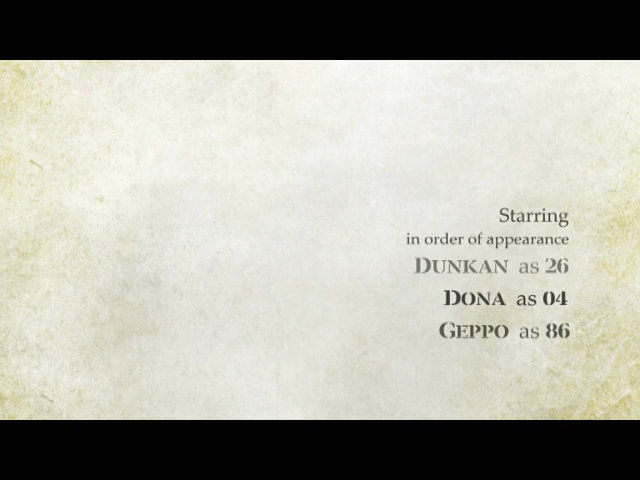 Starring
in order of appearance
DUNKAN as 26
DONA as 04
GEPPO as 86